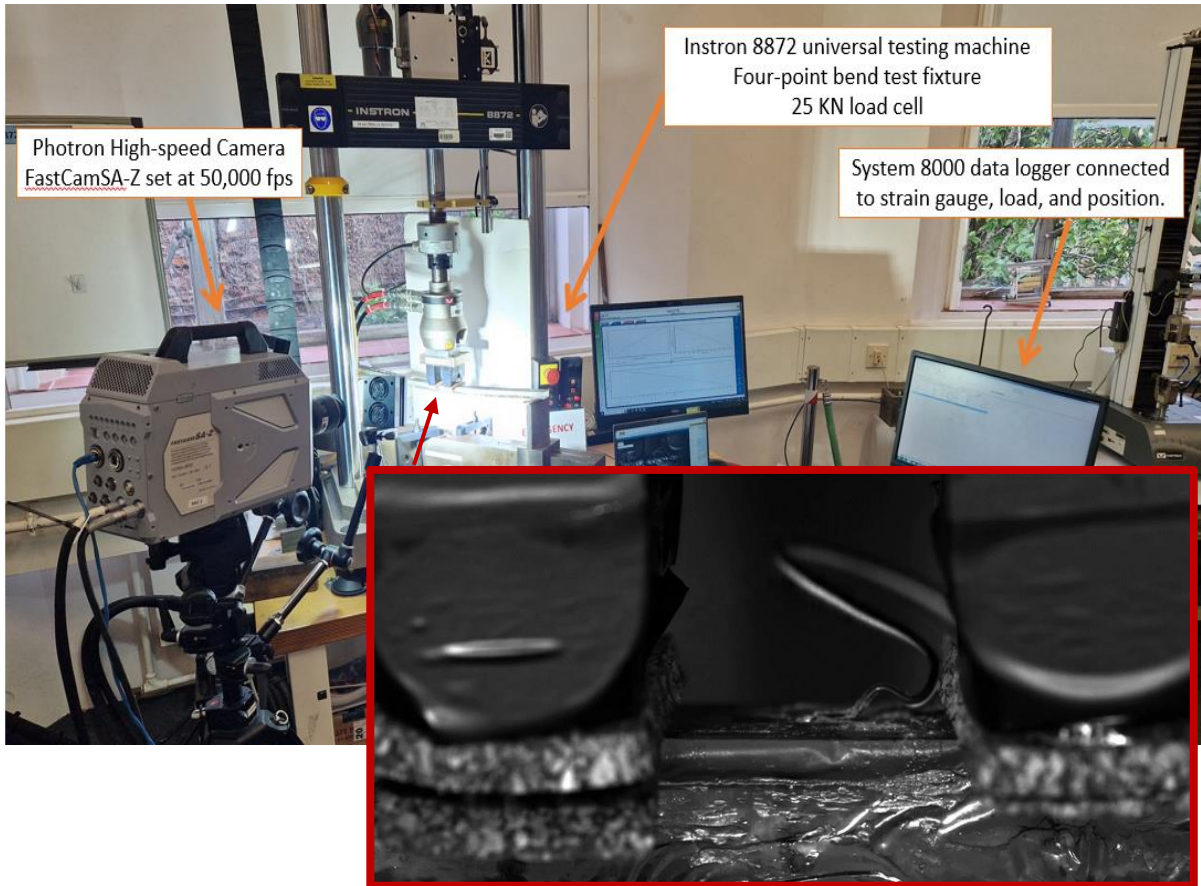 Instron 8872 universal testing machine
Four-point bend test fixture
25 KN load cell
Photron High-speed Camera
FastCamSA-Z set at 50,000 fps
System 8000 data logger connected
to strain gauge, load, and position.
INSTRON 8872
FASTCAM SA-Z
GENCY
20